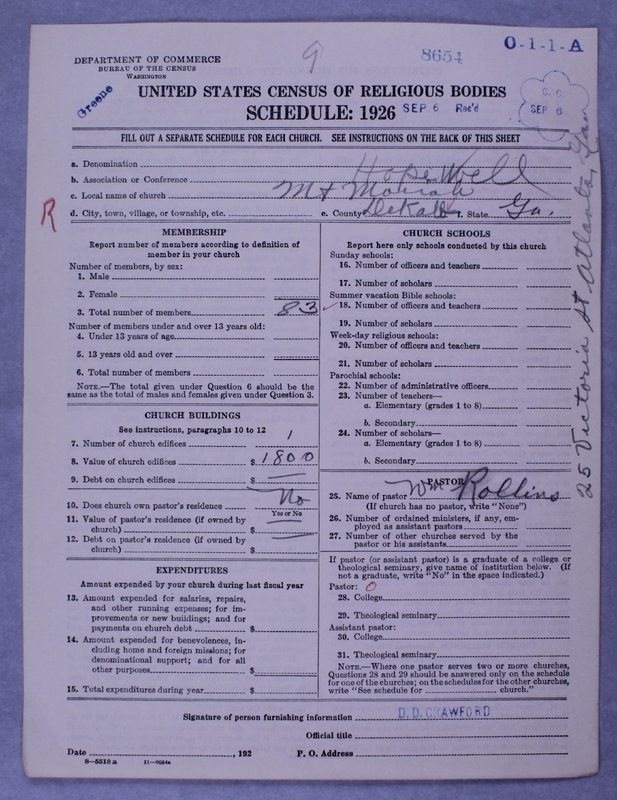 9
8654
O-1-1-A
DEPARTMENT OF COMMERCE
BUREAU OF THE CENSUS
WASHINGTON
Greene
UNITED STATES CENSUS OF RELIGIOUS BODIES
SCHEDULE: 1926
SEP 6 Rec'd
C. C.
SEP 6
FILL OUT A SEPARATE SCHEDULE FOR EACH CHURCH. SEE INSTRUCTIONS ON THE BACK OF THIS SHEET
a. Denomination
b. Association or Conference Hopewell
c. Local name of church Mt Moriah
R
d. City, town, village, or township, etc. e. County DeKalb f. State Ga.
MEMBERSHIP
Report number of members according to definition of member in your church
Number of members, by sex:
1. Male
2. Female
3. Total number of members 83
Number of members under and over 13 years old:
4. Under 13 years of age
5. 13 years old and over
6. Total number of members
NOTE.—The total given under Question 6 should be the
same as the total of males and females given under Question 3.
CHURCH BUILDINGS
See instructions, paragraphs 10 to 12
7. Number of church edifices 1
8. Value of church edifices $ 1800
9. Debt on church edifices $ —
10. Does church own pastor's residence No
Yes or No
11. Value of pastor's residence (if owned by
church) $ —
12. Debt on pastor's residence (if owned by
church) $
EXPENDITURES
Amount expended by your church during last fiscal year
13. Amount expended for salaries, repairs,
and other running expenses; for im-
provements or new buildings; and for
payments on church debt $
14. Amount expended for benevolences, in-
cluding home and foreign missions; for
denominational support; and for all
other purposes $
15. Total expenditures during year $
CHURCH SCHOOLS
Report here only schools conducted by this church
Sunday schools:
16. Number of officers and teachers
17. Number of scholars
Summer vacation Bible schools:
18. Number of officers and teachers
19. Number of scholars
Week-day religious schools:
20. Number of officers and teachers
21. Number of scholars
Parochial schools:
22. Number of administrative officers
23. Number of teachers—
a. Elementary (grades 1 to 8)
b. Secondary
24. Number of scholars—
a. Elementary (grades 1 to 8)
b. Secondary
PASTOR
25. Name of pastor Wm Rollins
(If church has no pastor, write "None")
26. Number of ordained ministers, if any, em-
ployed as assistant pastors
27. Number of other churches served by the
pastor or his assistants
If pastor (or assistant pastor) is a graduate of a college or
theological seminary, give name of institution below. (If
not a graduate, write "No" in the space indicated.)
Pastor: 0
28. College
29. Theological seminary
Assistant pastor:
30. College
31. Theological seminary
NOTE.—Where one pastor serves two or more churches,
Questions 28 and 29 should be answered only on the schedule
for one of the churches; on the schedules for the other churches,
write "See schedule for church."
25 Victoria St Atlanta, Ga
Signature of person furnishing information D. D. CRAWFORD
Official title
Date , 192 P. O. Address
8—5518 a